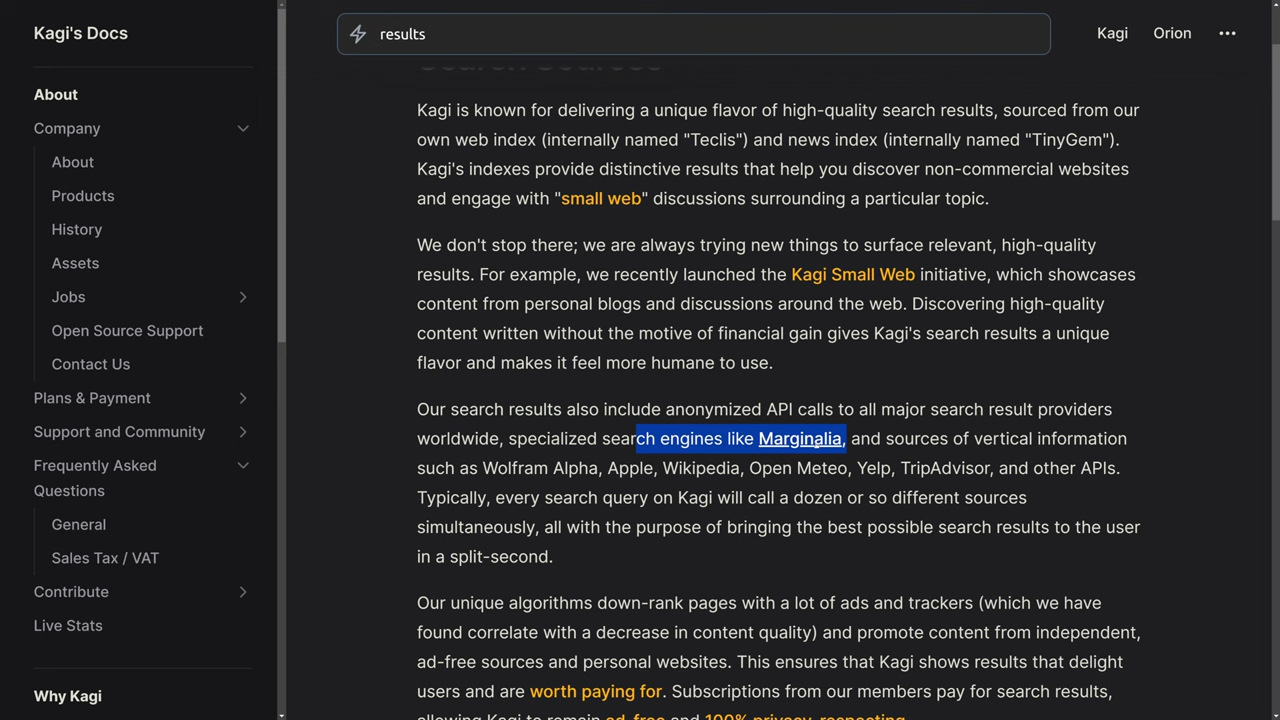 Kagi's Docs
results
Kagi
Orion
About
Company
About
Products
History
Assets
Jobs
Open Source Support
Contact Us
Plans & Payment
Support and Community
Frequently Asked
Questions
General
Sales Tax / VAT
Contribute
Live Stats
Why Kagi
Search Sources
Kagi is known for delivering a unique flavor of high-quality search results, sourced from our
own web index (internally named "Teclis") and news index (internally named "TinyGem").
Kagi's indexes provide distinctive results that help you discover non-commercial websites
and engage with "small web" discussions surrounding a particular topic.
We don't stop there; we are always trying new things to surface relevant, high-quality
results. For example, we recently launched the Kagi Small Web initiative, which showcases
content from personal blogs and discussions around the web. Discovering high-quality
content written without the motive of financial gain gives Kagi's search results a unique
flavor and makes it feel more humane to use.
Our search results also include anonymized API calls to all major search result providers
worldwide, specialized search engines like Marginalia, and sources of vertical information
such as Wolfram Alpha, Apple, Wikipedia, Open Meteo, Yelp, TripAdvisor, and other APIs.
Typically, every search query on Kagi will call a dozen or so different sources
simultaneously, all with the purpose of bringing the best possible search results to the user
in a split-second.
Our unique algorithms down-rank pages with a lot of ads and trackers (which we have
found correlate with a decrease in content quality) and promote content from independent,
ad-free sources and personal websites. This ensures that Kagi shows results that delight
users and are worth paying for. Subscriptions from our members pay for search results,
allowing Kagi to remain ad-free and 100% privacy-respecting.